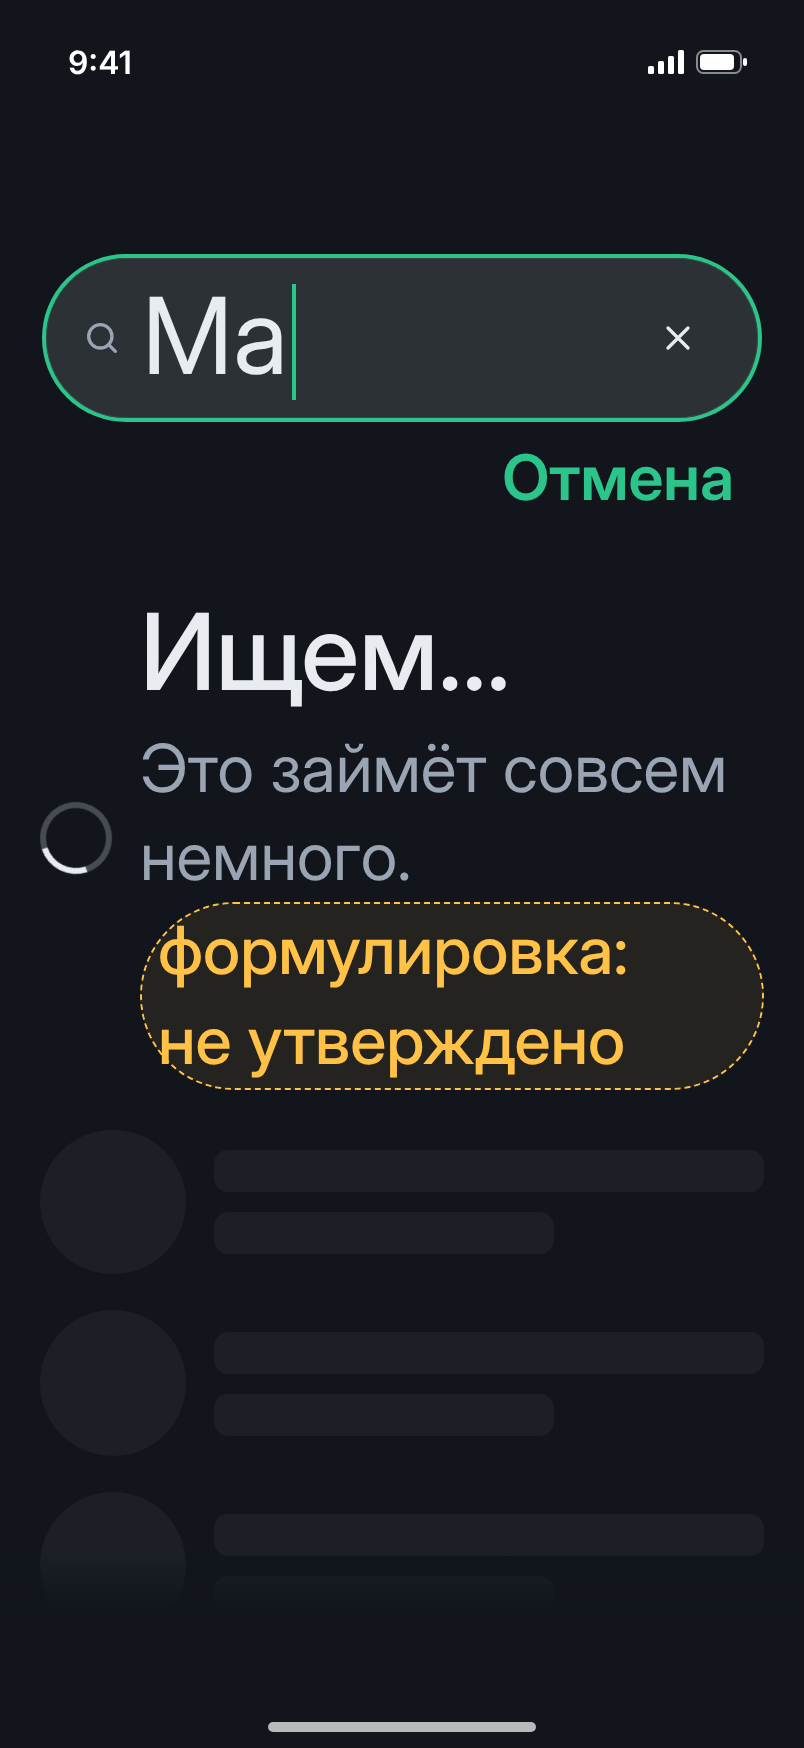 9:41
Ма
Отмена
Ищем...
Это займёт совсем
немного.
формулировка:
не утверждено